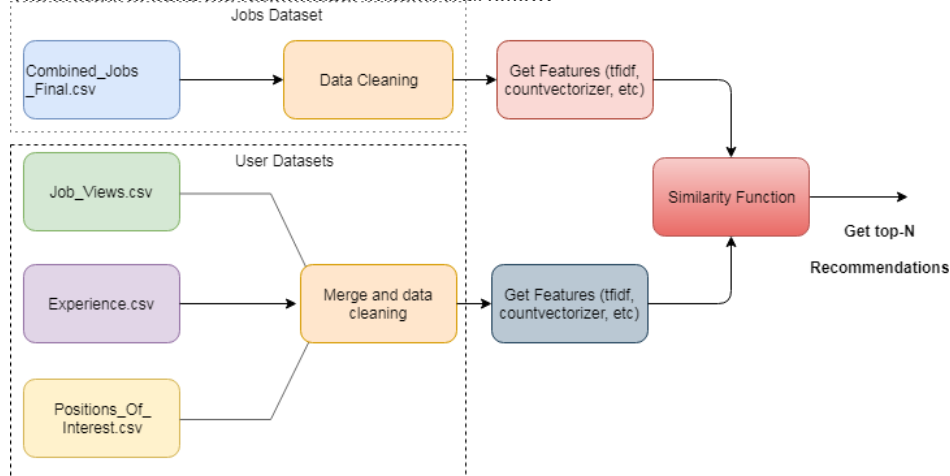 Jobs Dataset
Combined_Jobs
_Final.csv
Data Cleaning
Get Features (tfidf,
countvectorizer, etc)
User Datasets
Job_Views.csv
Experience.csv
Positions_Of_
Interest.csv
Merge and data
cleaning
Get Features (tfidf,
countvectorizer, etc)
Similarity Function
Get top-N
Recommendations